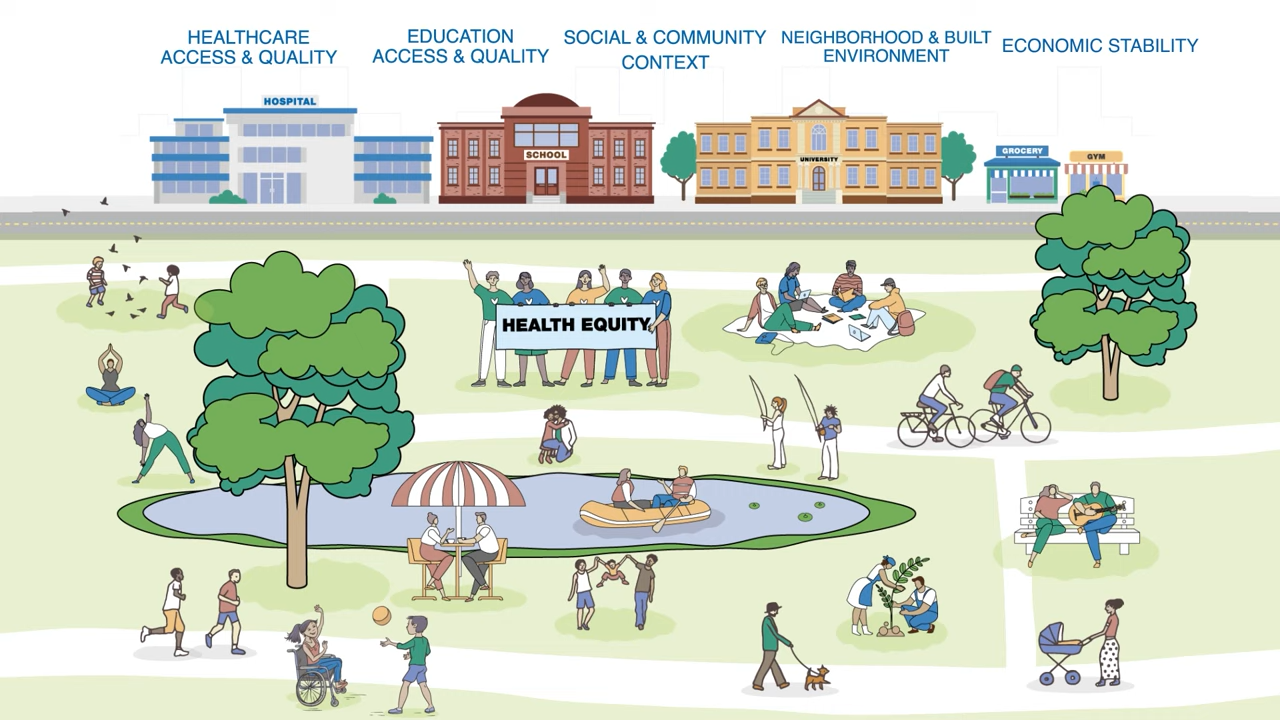 HEALTHCARE
ACCESS & QUALITY
EDUCATION
ACCESS & QUALITY
SOCIAL & COMMUNITY
CONTEXT
NEIGHBORHOOD & BUILT
ENVIRONMENT
ECONOMIC STABILITY
HOSPITAL
SCHOOL
UNIVERSITY
GROCERY
GYM
HEALTH EQUITY